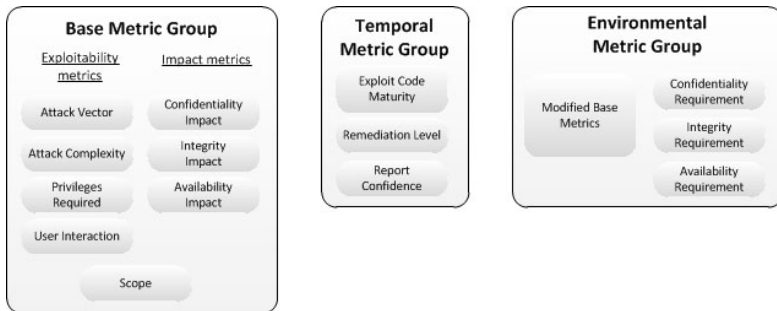 Base Metric Group
Exploitability
metrics
Impact metrics
Attack Vector
Confidentiality
Impact
Attack Complexity
Integrity
Impact
Privileges
Required
Availability
Impact
User Interaction
Scope
Temporal
Metric Group
Exploit Code
Maturity
Remediation Level
Report
Confidence
Environmental
Metric Group
Modified Base
Metrics
Confidentiality
Requirement
Integrity
Requirement
Availability
Requirement